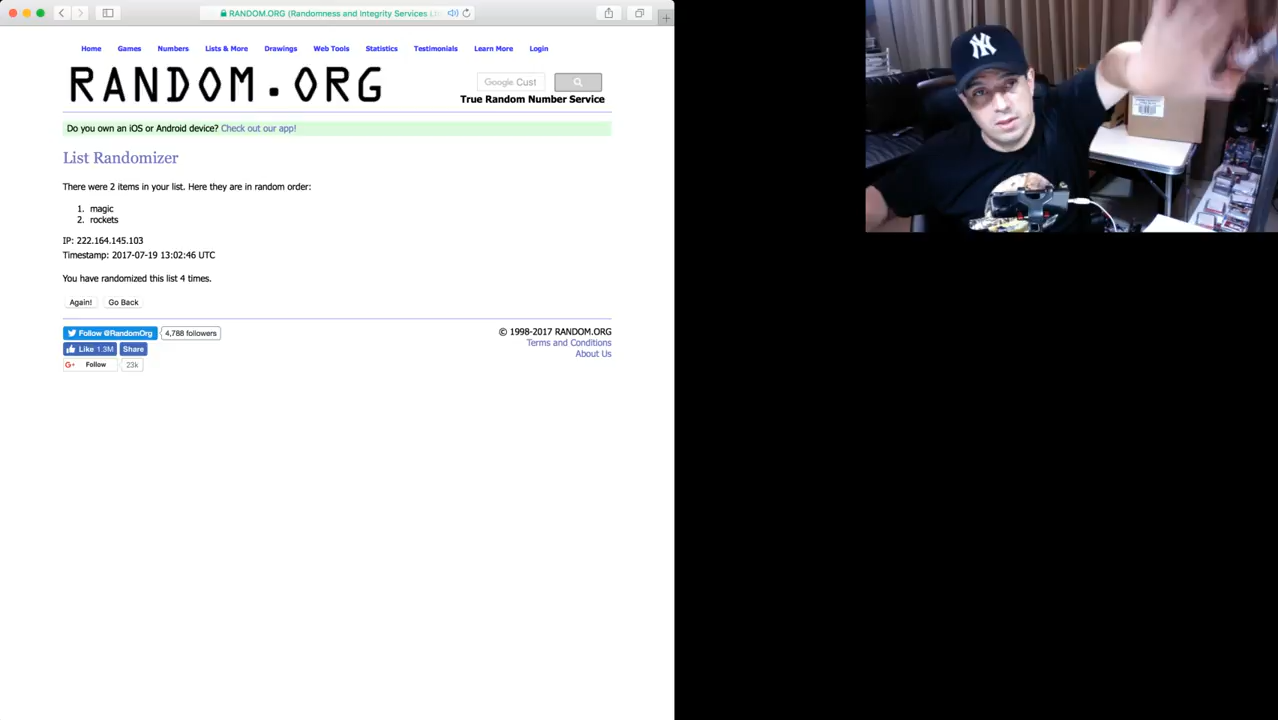 RANDOM.ORG (Randomness and Integrity Services
Home Games Numbers Lists & More Drawings Web Tools Statistics Testimonials Learn More Login
RANDOM.ORG
Google Cust
True Random Number Service
Do you own an iOS or Android device? Check out our app!
List Randomizer
There were 2 items in your list. Here they are in random order:
1. magic
2. rockets
IP: 222.164.145.103
Timestamp: 2017-07-19 13:02:46 UTC
You have randomized this list 4 times.
Again! Go Back
Follow @RandomOrg 4,788 followers
Like 1.3M Share
G+ Follow 23k
© 1998-2017 RANDOM.ORG
Terms and Conditions
About Us
NY